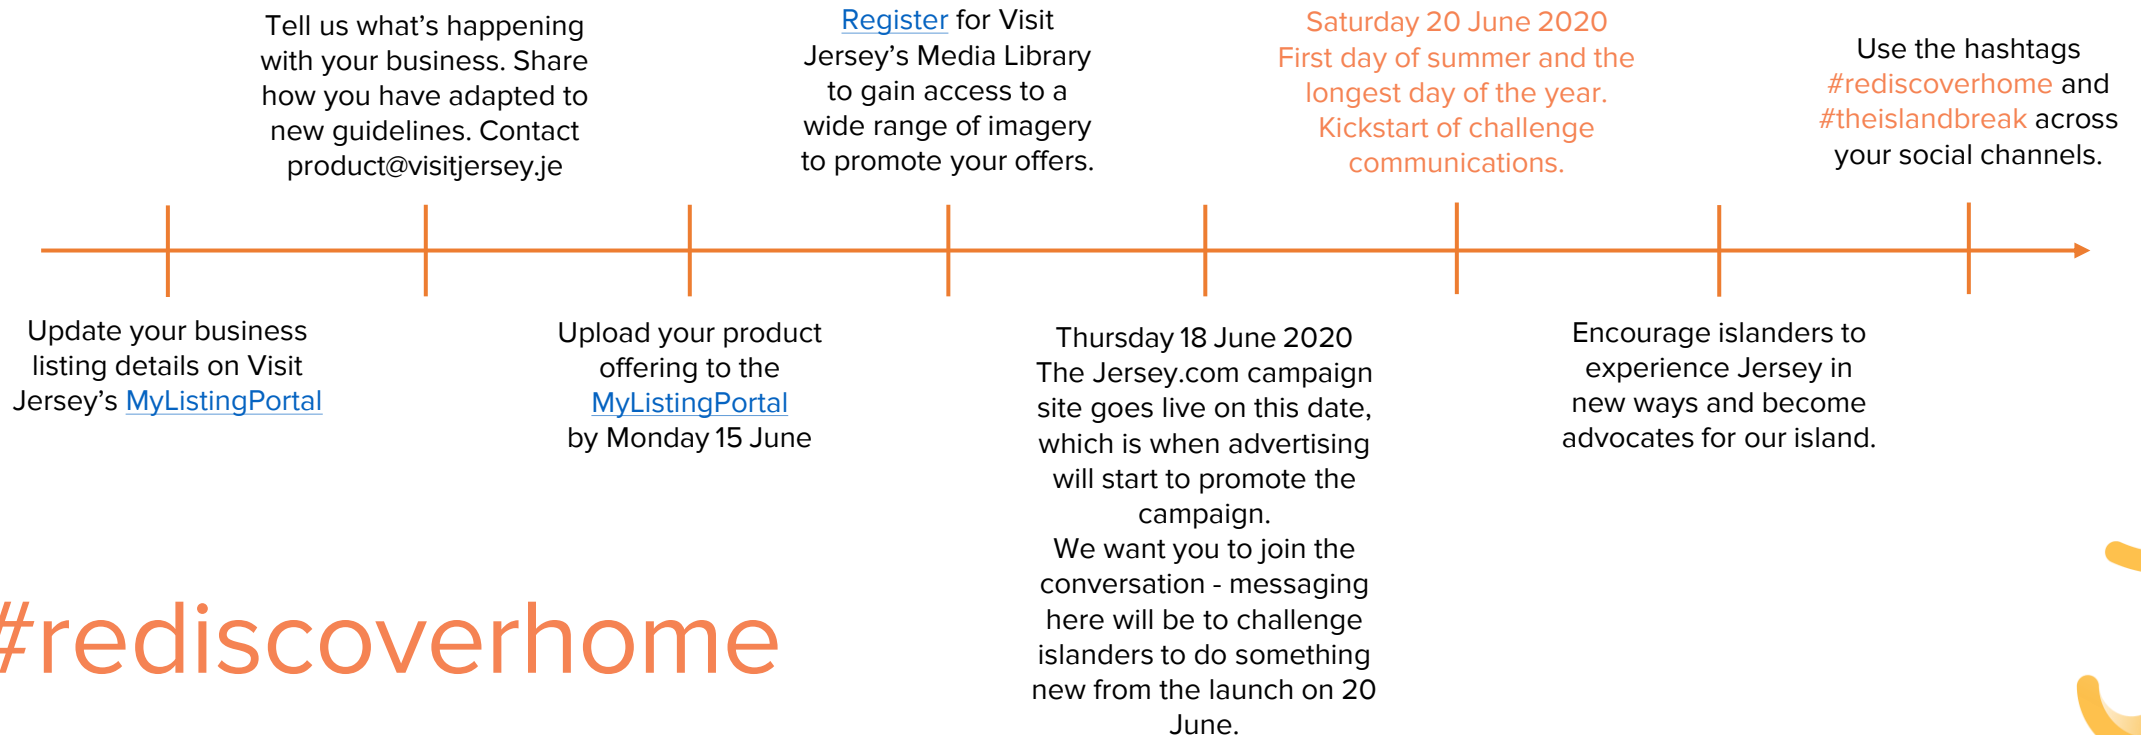 Tell us what’s happening
with your business. Share
how you have adapted to
new guidelines. Contact
product@visitjersey.je
Register for Visit
Jersey’s Media Library
to gain access to a
wide range of imagery
to promote your offers.
Saturday 20 June 2020
First day of summer and the
longest day of the year.
Kickstart of challenge
communications.
Use the hashtags
#rediscoverhome and
#theislandbreak across
your social channels.
Update your business
listing details on Visit
Jersey’s MyListingPortal
Upload your product
offering to the
MyListingPortal
by Monday 15 June
Thursday 18 June 2020
The Jersey.com campaign
site goes live on this date,
which is when advertising
will start to promote the
campaign.
We want you to join the
conversation - messaging
here will be to challenge
islanders to do something
new from the launch on 20
June.
Encourage islanders to
experience Jersey in
new ways and become
advocates for our island.
#rediscoverhome